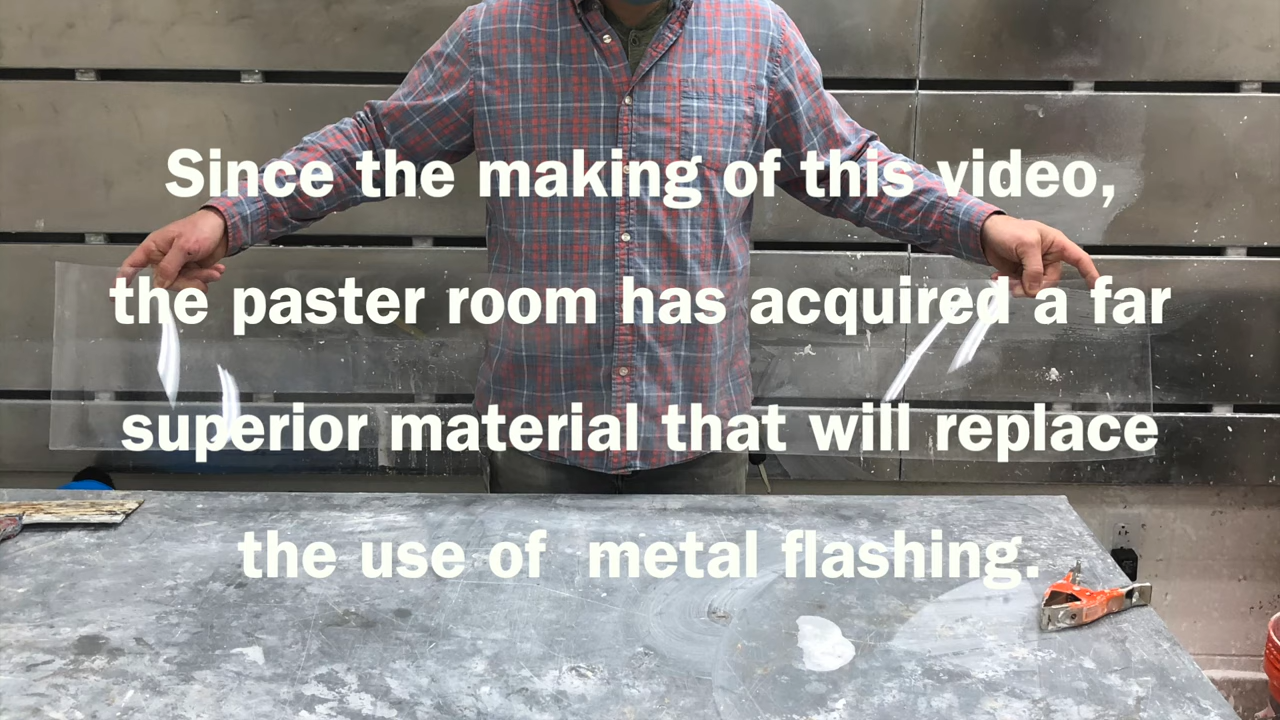 Since the making of this video,
the paster room has acquired a far
superior material that will replace
the use of  metal flashing.